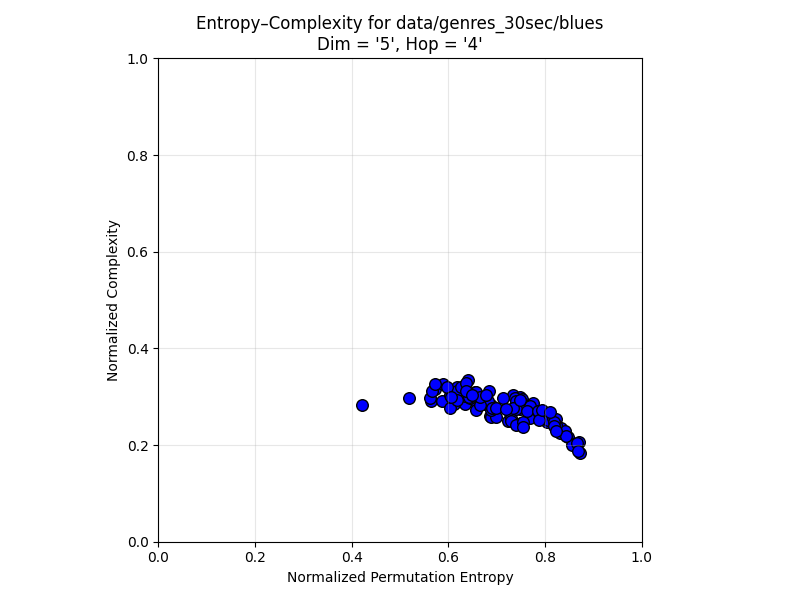 Entropy–Complexity for data/genres_30sec/blues
Dim = '5', Hop = '4'
1.0
0.8
0.6
0.4
0.2
0.0
Normalized Complexity
0.0 0.2 0.4 0.6 0.8 1.0
Normalized Permutation Entropy